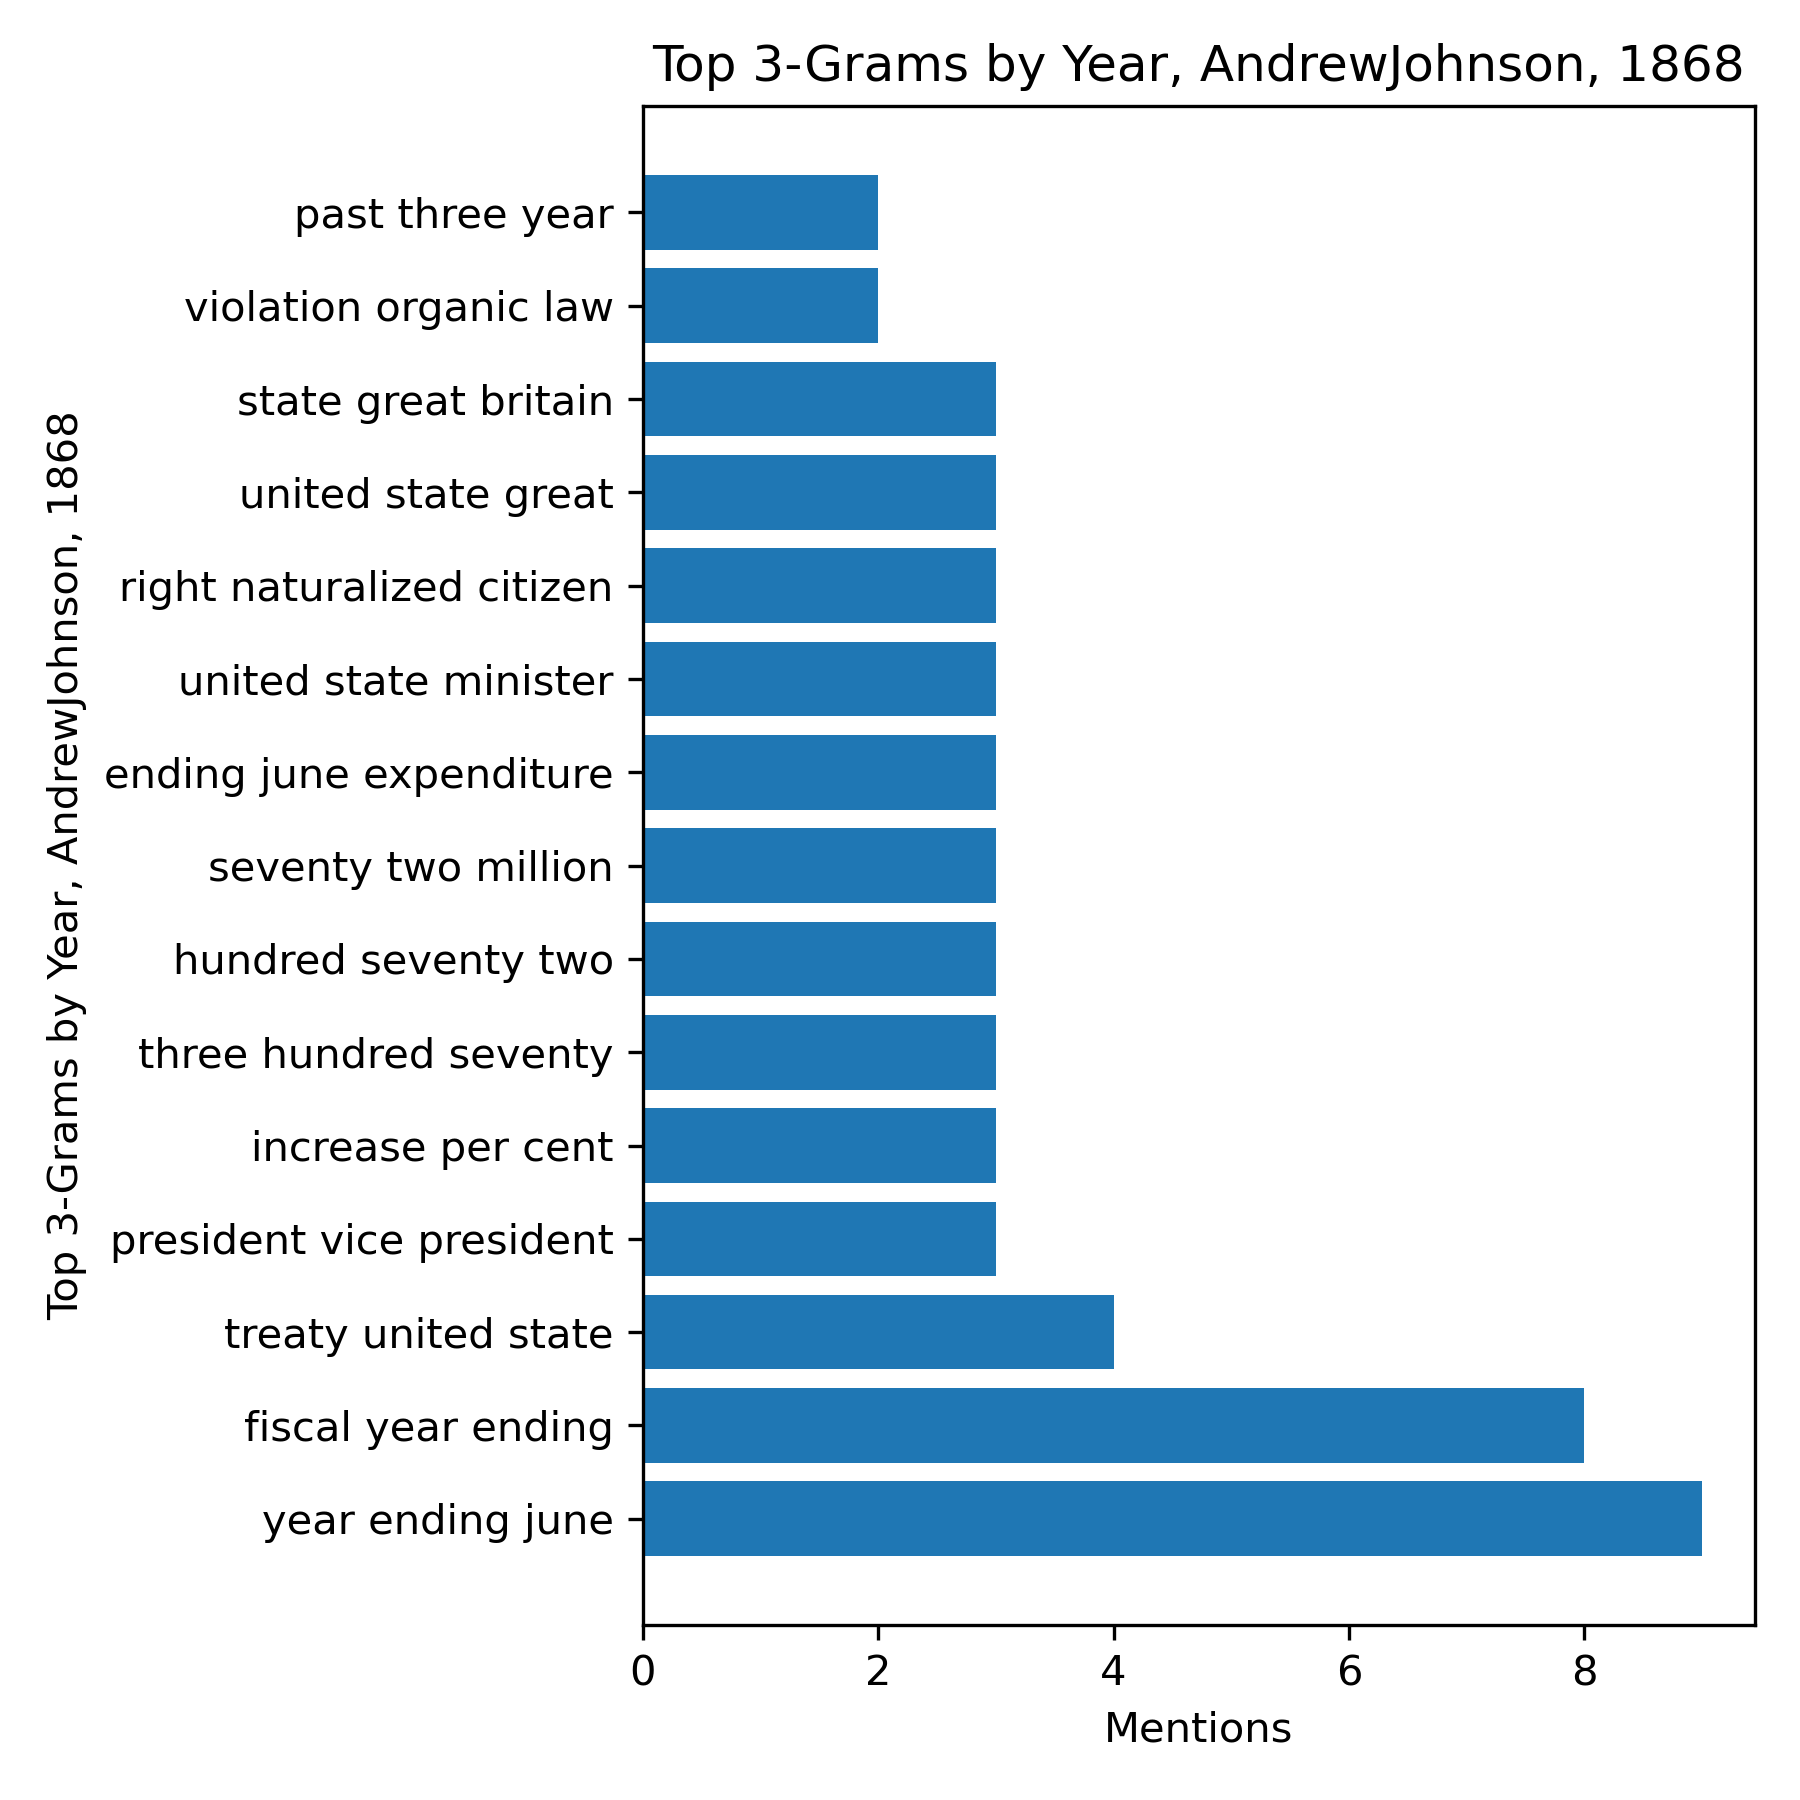 Top 3-Grams by Year, AndrewJohnson, 1868
Top 3-Grams by Year, AndrewJohnson, 1868
past three year
violation organic law
state great britain
united state great
right naturalized citizen
united state minister
ending june expenditure
seventy two million
hundred seventy two
three hundred seventy
increase per cent
president vice president
treaty united state
fiscal year ending
year ending june
0 2 4 6 8
Mentions